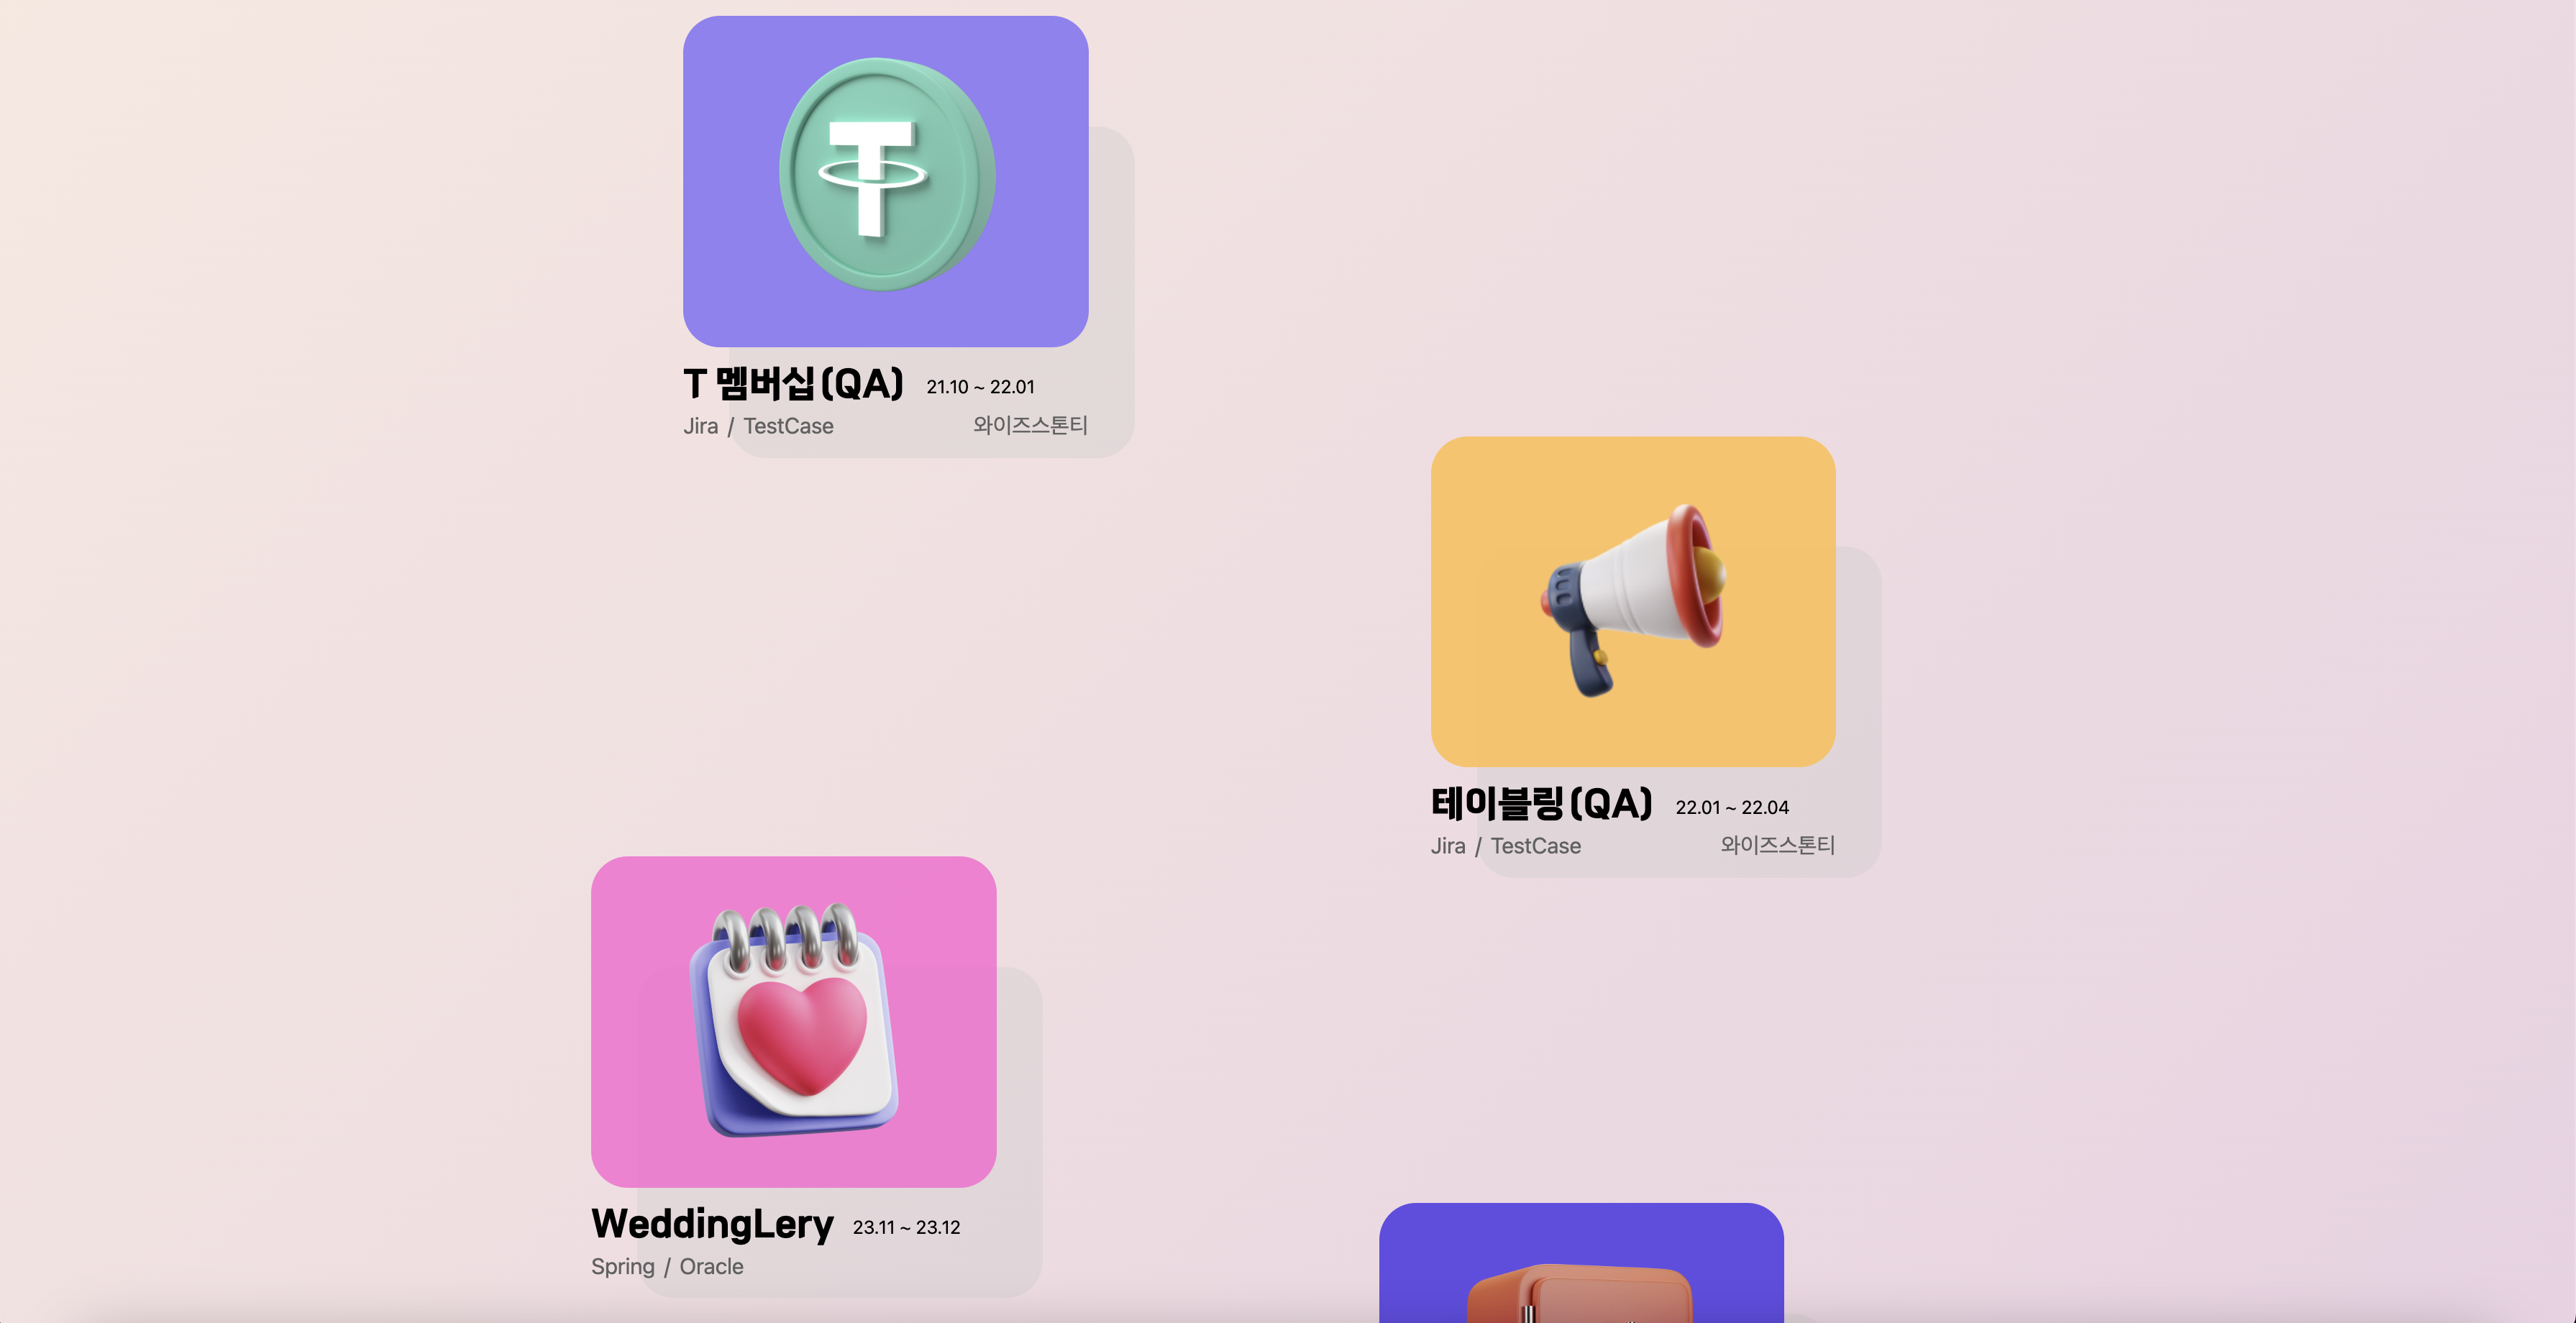 T 멤버십(QA) 21.10 ~ 22.01
Jira / TestCase 와이즈스톤티
테이블링(QA) 22.01 ~ 22.04
Jira / TestCase 와이즈스톤티
WeddingLery 23.11 ~ 23.12
Spring / Oracle